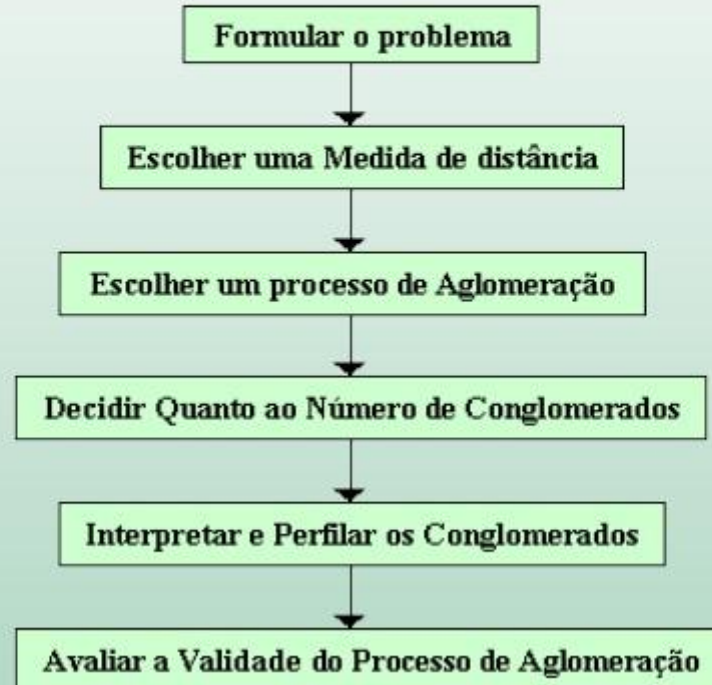 Formular o problema
Escolher uma Medida de distância
Escolher um processo de Aglomeração
Decidir Quanto ao Número de Conglomerados
Interpretar e Perfilar os Conglomerados
Avaliar a Validade do Processo de Aglomeração